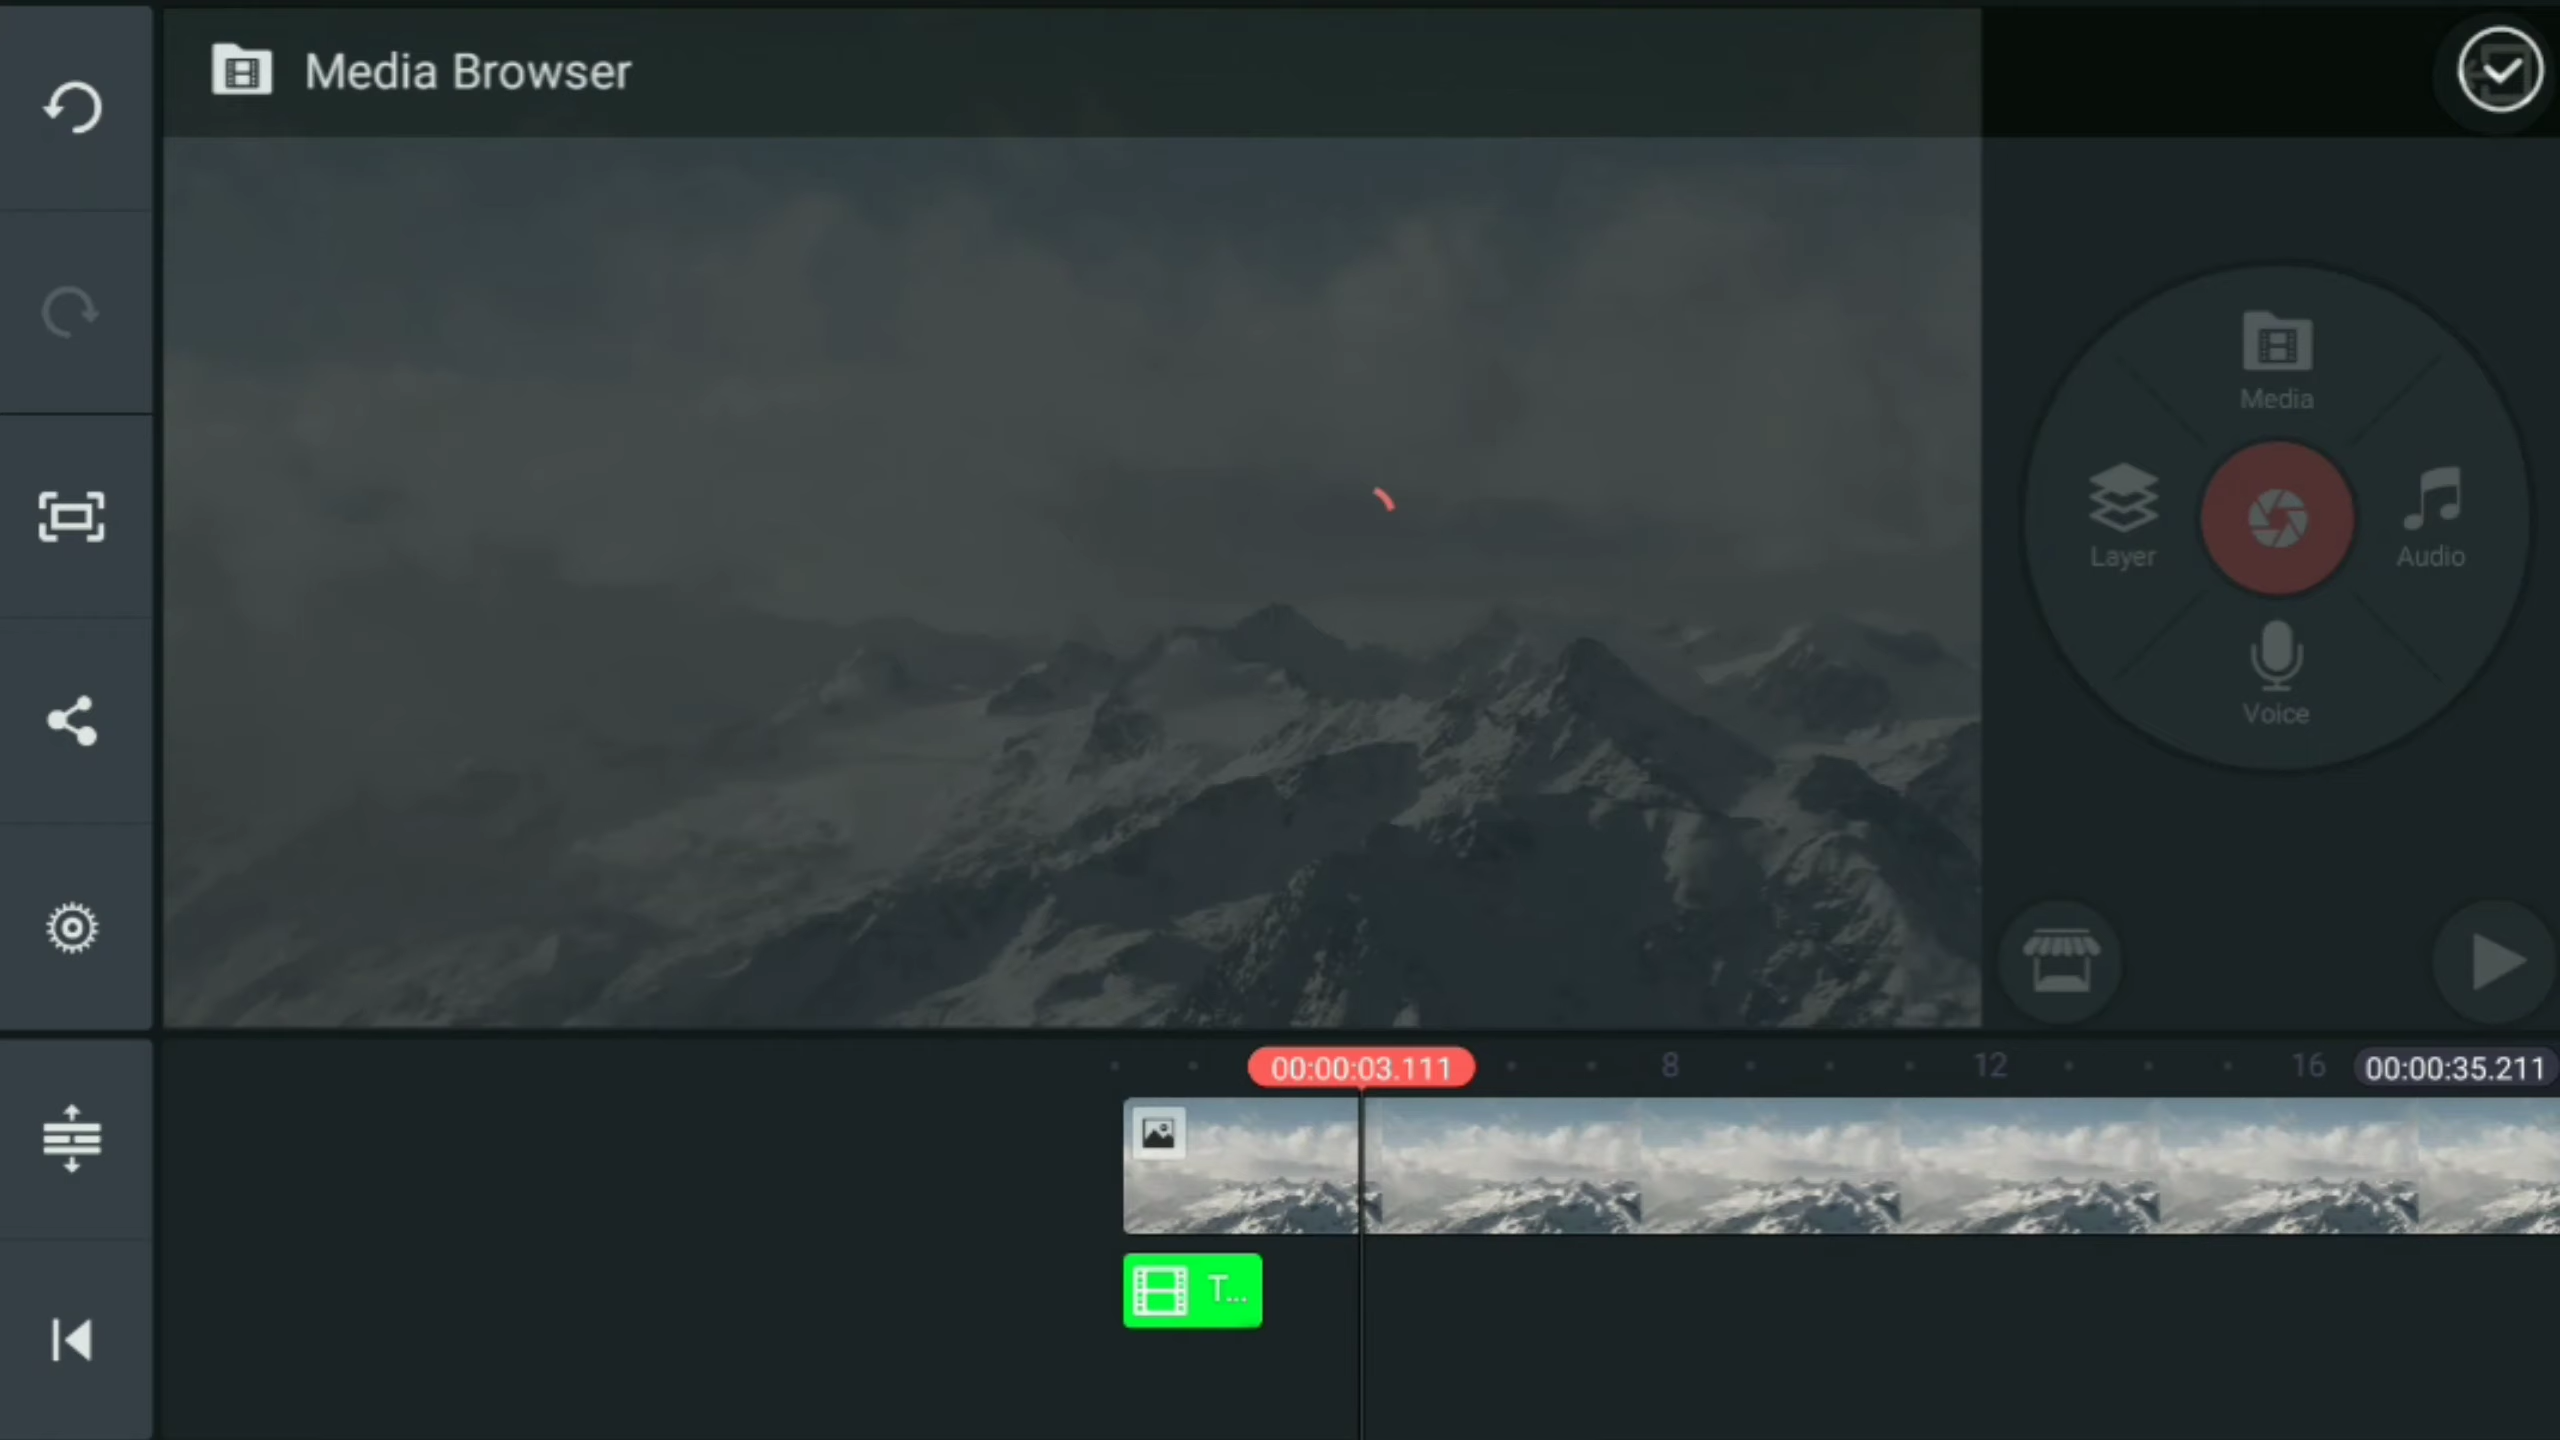 Media Browser
Media
Layer
Audio
Voice
00:00:03.111
8
12
16
00:00:35.211
T...